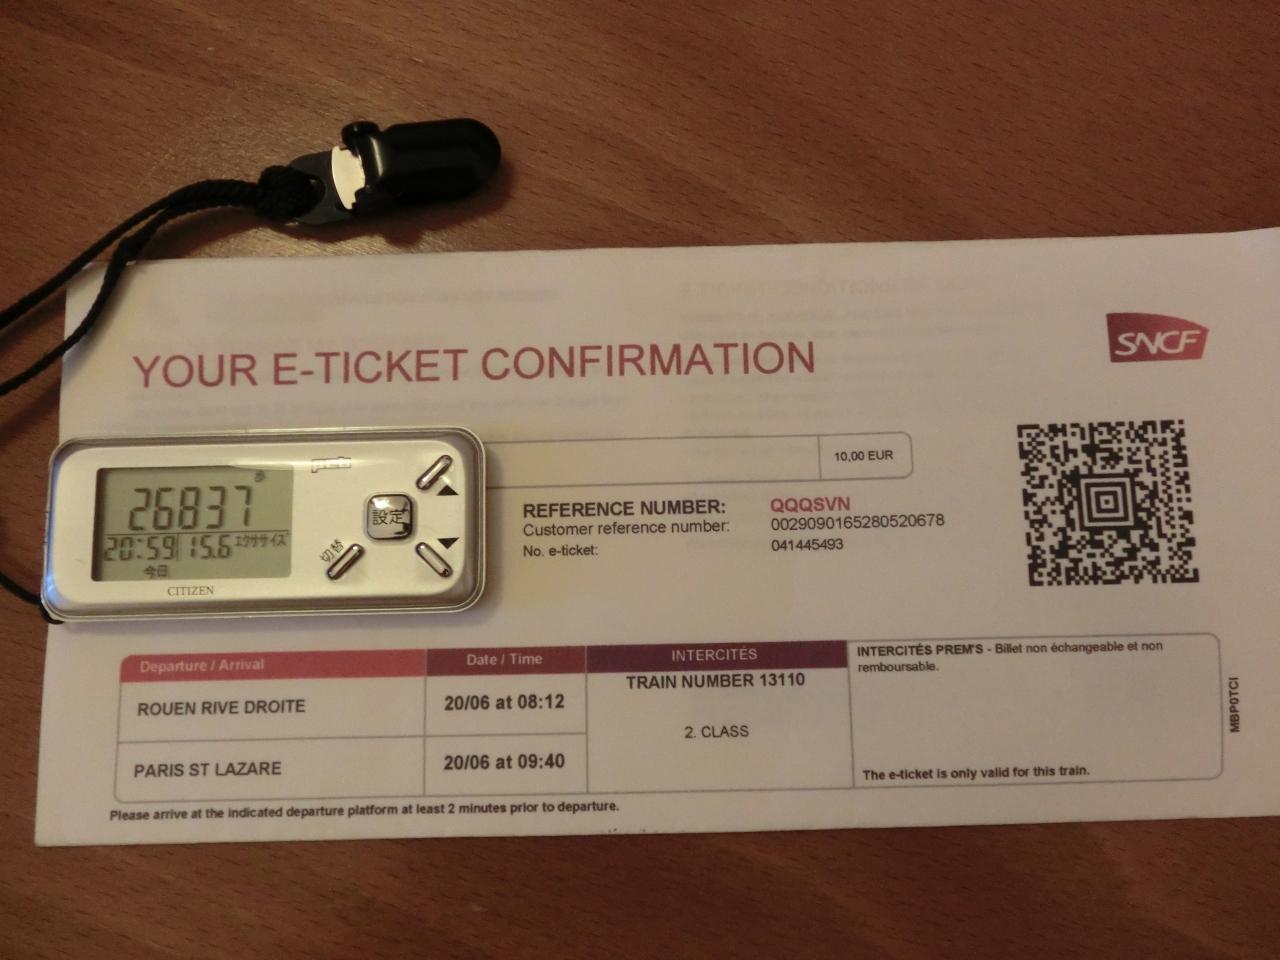 YOUR E-TICKET CONFIRMATION
SNCF
10,00 EUR
REFERENCE NUMBER: QQQSVN
Customer reference number: 0029090165280520678
No. e-ticket: 041445493
歩
26837
20:59 15.6 エクササイズ
今日
CITIZEN
設定
切替
Departure / Arrival
Date / Time
INTERCITÉS
ROUEN RIVE DROITE
20/06 at 08:12
PARIS ST LAZARE
20/06 at 09:40
TRAIN NUMBER 13110
2. CLASS
INTERCITÉS PREM'S - Billet non échangeable et non
remboursable.
The e-ticket is only valid for this train.
MBP0TCI
Please arrive at the indicated departure platform at least 2 minutes prior to departure.